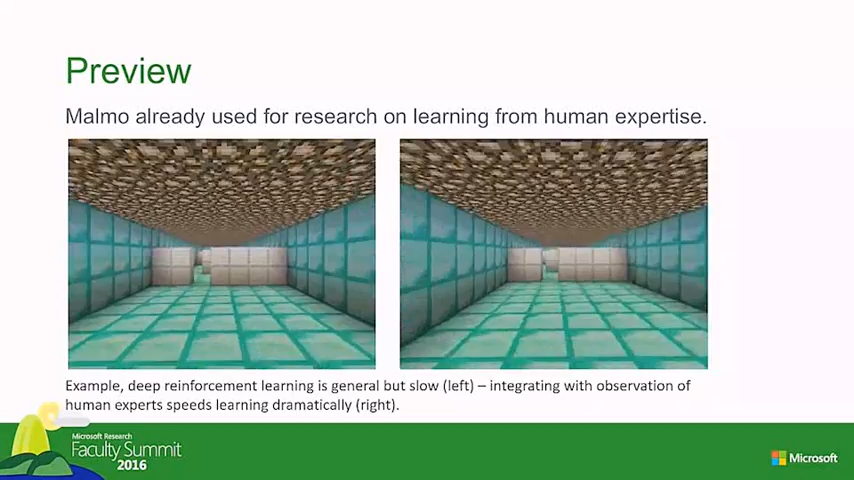 Preview
Malmo already used for research on learning from human expertise.
Example, deep reinforcement learning is general but slow (left) – integrating with observation of
human experts speeds learning dramatically (right).
Microsoft Research
Faculty Summit
2016
Microsoft